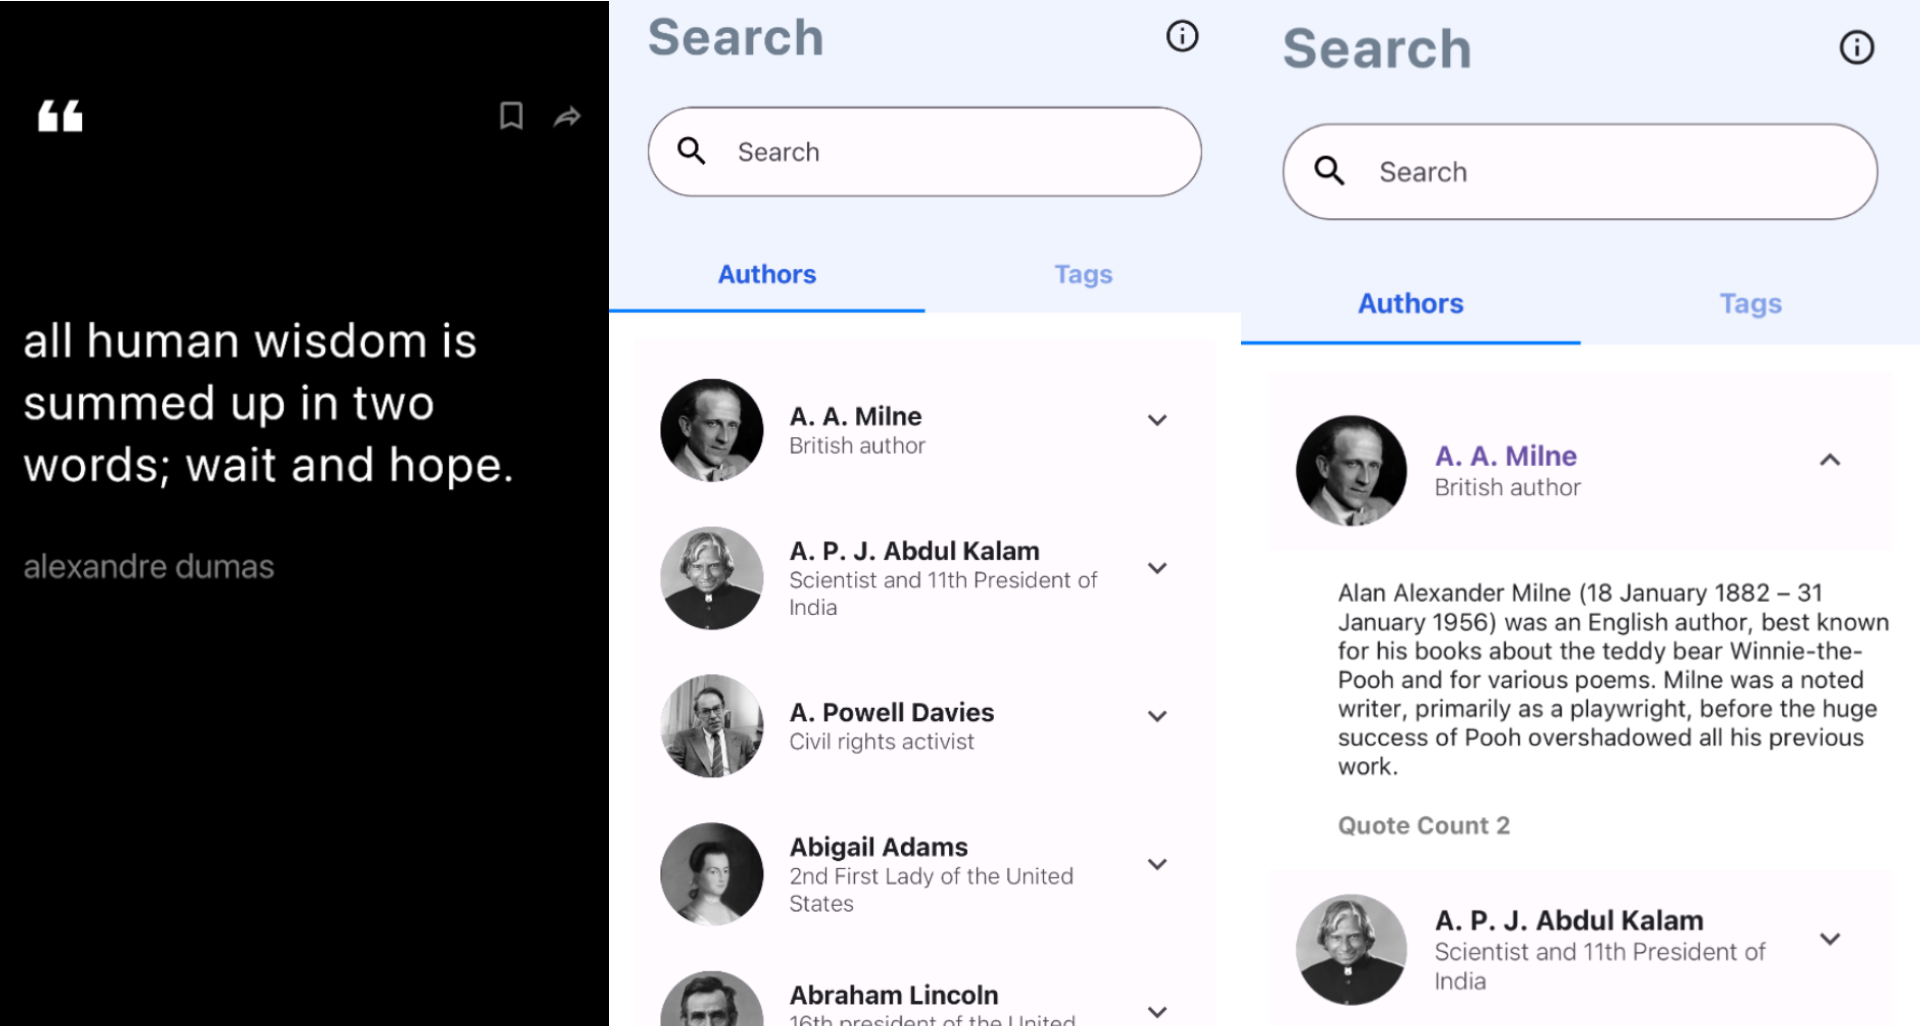 “
all human wisdom is
summed up in two
words; wait and hope.
alexandre dumas
Search
Search
Authors Tags
A. A. Milne
British author
A. P. J. Abdul Kalam
Scientist and 11th President of
India
A. Powell Davies
Civil rights activist
Abigail Adams
2nd First Lady of the United
States
Abraham Lincoln
16th president of the United
Search
Search
Authors Tags
A. A. Milne
British author
Alan Alexander Milne (18 January 1882 – 31
January 1956) was an English author, best known
for his books about the teddy bear Winnie-the-
Pooh and for various poems. Milne was a noted
writer, primarily as a playwright, before the huge
success of Pooh overshadowed all his previous
work.
Quote Count 2
A. P. J. Abdul Kalam
Scientist and 11th President of
India